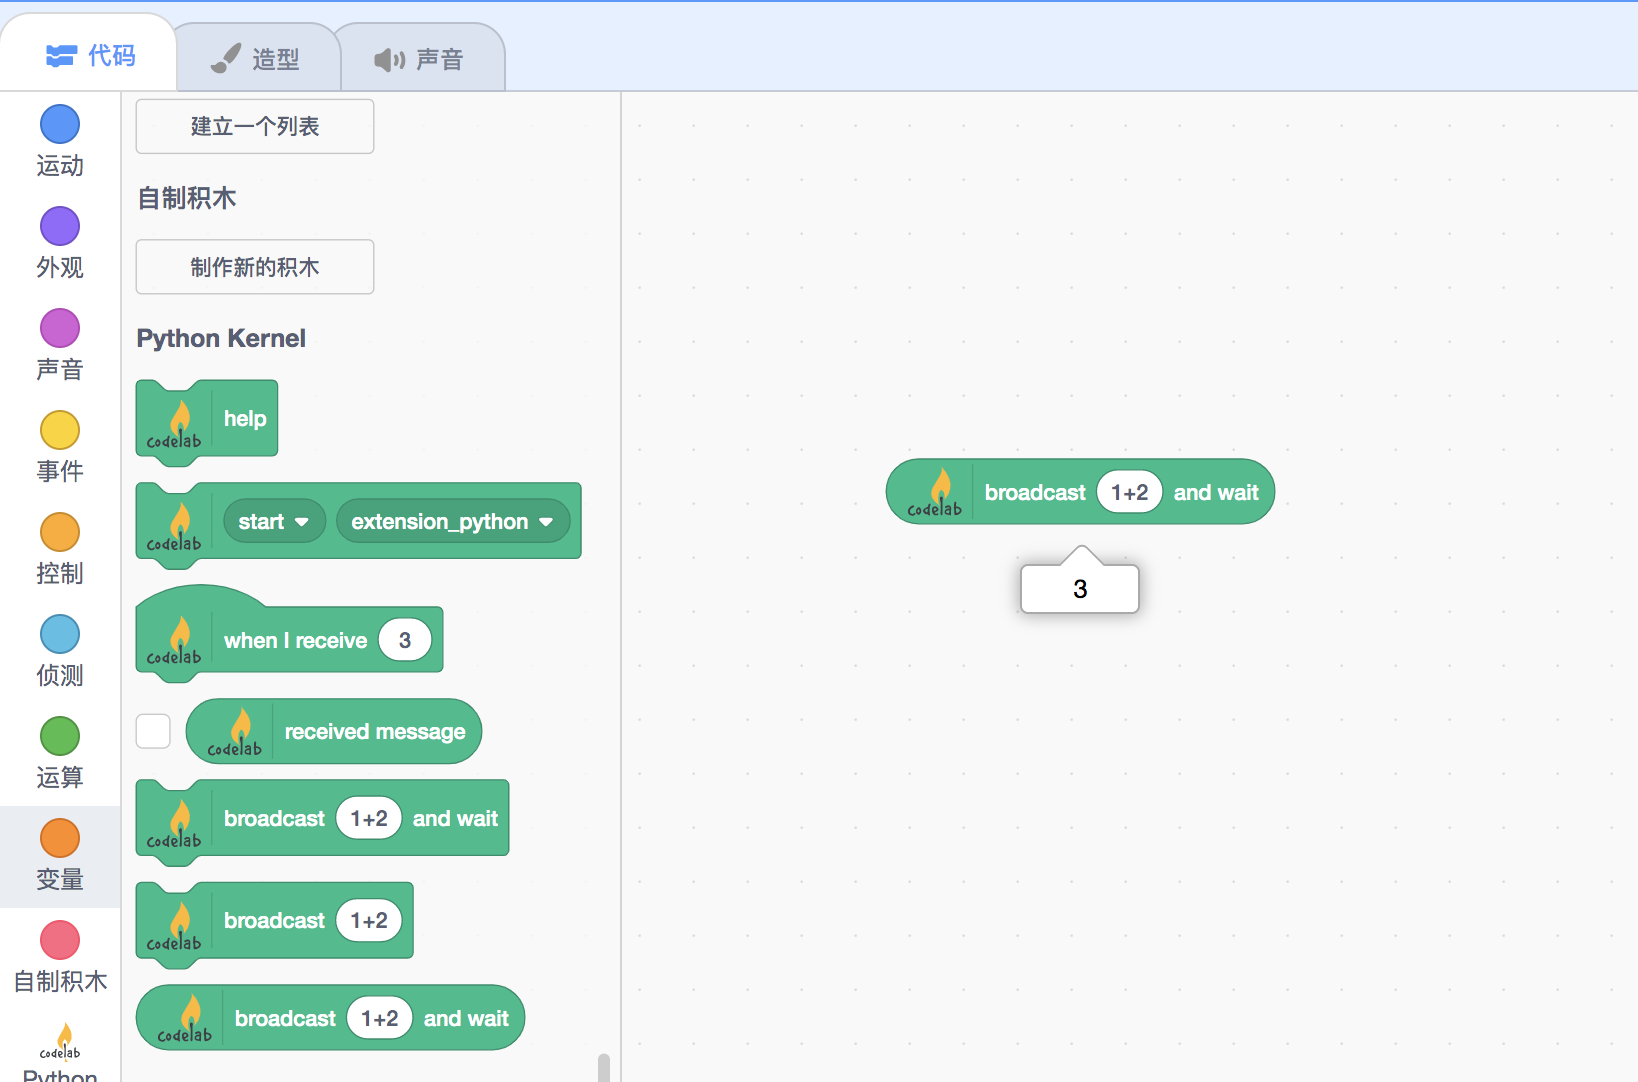 代码 造型 声音
运动
外观
声音
事件
控制
侦测
运算
变量
自制积木
codelab
Python
建立一个列表
自制积木
制作新的积木
Python Kernel
codelab help
codelab start extension_python
codelab when I receive 3
codelab received message
codelab broadcast 1+2 and wait
codelab broadcast 1+2
codelab broadcast 1+2 and wait
codelab broadcast 1+2 and wait
3